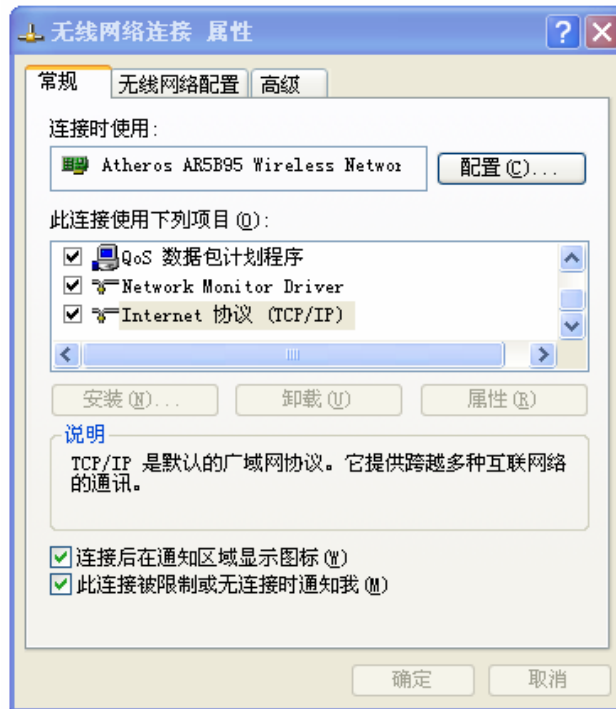 无线网络连接 属性
常规 无线网络配置 高级
连接时使用:
Atheros AR5B95 Wireless Networ
配置(C)...
此连接使用下列项目(O):
QoS 数据包计划程序
Network Monitor Driver
Internet 协议 (TCP/IP)
安装(N)... 卸载(U) 属性(R)
说明
TCP/IP 是默认的广域网协议。它提供跨越多种互联网络
的通讯。
连接后在通知区域显示图标(W)
此连接被限制或无连接时通知我(M)
确定 取消